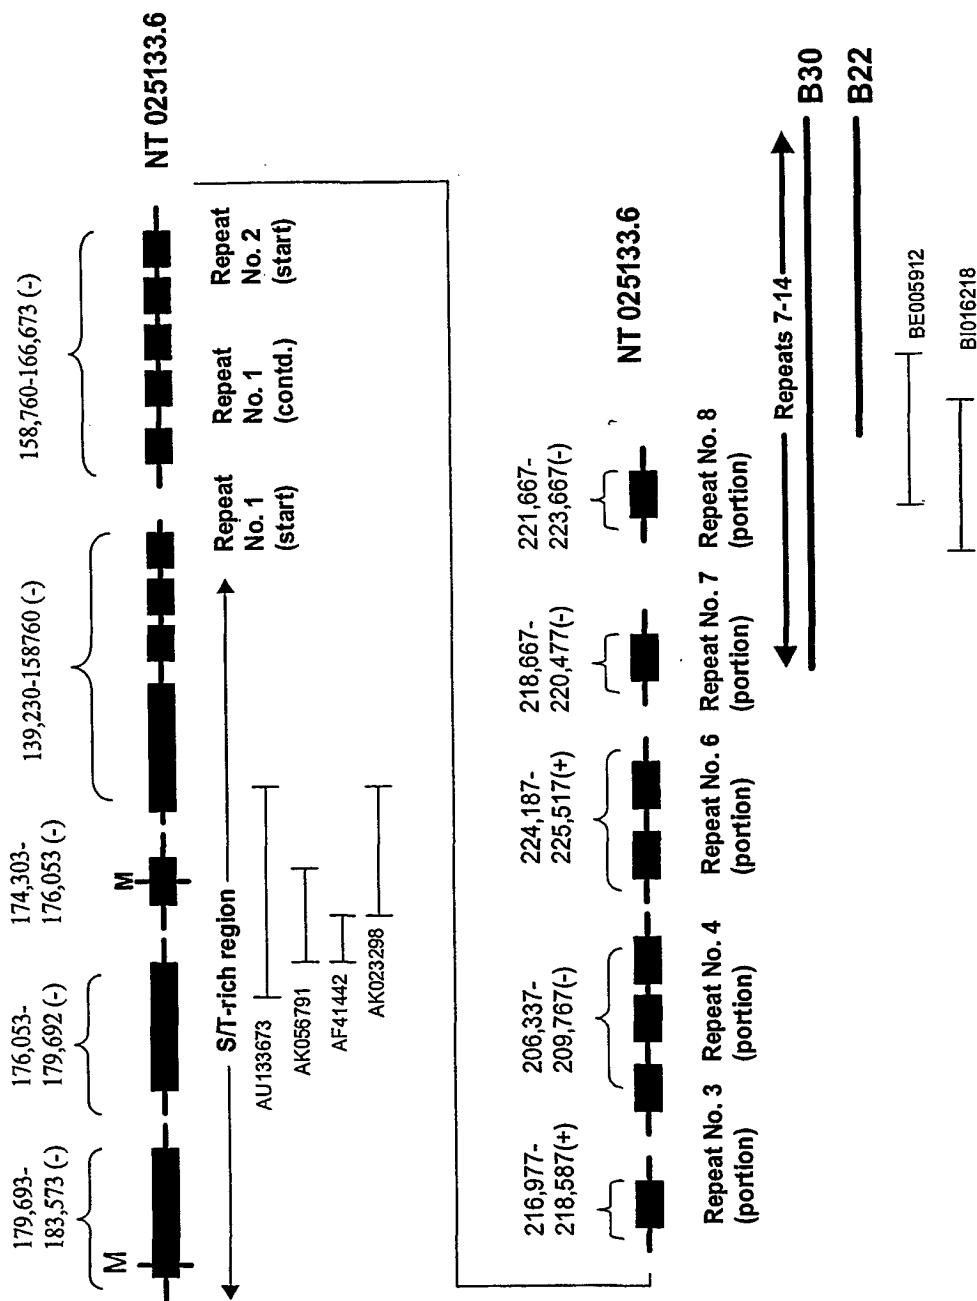 179,693-
183,573 (-)
176,053-
179,692 (-)
174,303-
176,053 (-)
139,230-158760 (-)
158,760-166,673 (-)
M
M
NT 025133.6
S/T-rich region
Repeat
No. 1
(start)
Repeat
No. 1
(contd.)
Repeat
No. 2
(start)
AU133673
AK056791
AF41442
AK023298
216,977-
218,587(+)
206,337-
209,767(-)
224,187-
225,517(+)
218,667-
220,477(-)
221,667-
223,667(-)
NT 025133.6
Repeat No. 3
(portion)
Repeat No. 4
(portion)
Repeat No. 6
(portion)
Repeat No. 7
(portion)
Repeat No. 8
(portion)
Repeats 7-14
B30
B22
BE005912
BI016218